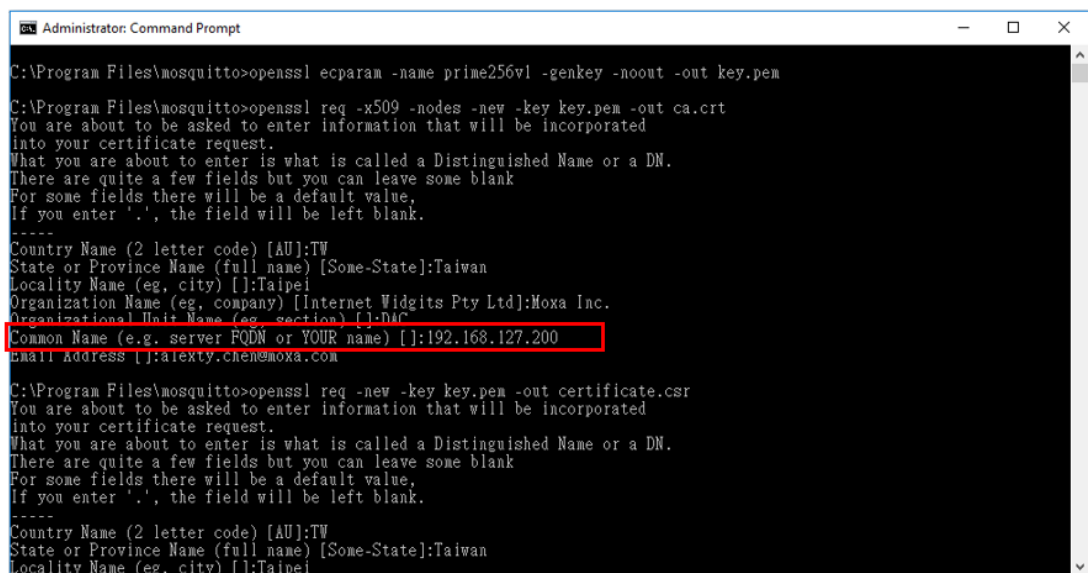 Administrator: Command Prompt
C:\Program Files\mosquitto>openssl ecparam -name prime256v1 -genkey -noout -out key.pem
C:\Program Files\mosquitto>openssl req -x509 -nodes -new -key key.pem -out ca.crt
You are about to be asked to enter information that will be incorporated
into your certificate request.
What you are about to enter is what is called a Distinguished Name or a DN.
There are quite a few fields but you can leave some blank
For some fields there will be a default value,
If you enter '.', the field will be left blank.
-----
Country Name (2 letter code) [AU]:TW
State or Province Name (full name) [Some-State]:Taiwan
Locality Name (eg, city) []:Taipei
Organization Name (eg, company) [Internet Widgits Pty Ltd]:Moxa Inc.
Organizational Unit Name (eg, section) []:DAC
Common Name (e.g. server FQDN or YOUR name) []:192.168.127.200
Email Address []:alexty.chen@moxa.com
C:\Program Files\mosquitto>openssl req -new -key key.pem -out certificate.csr
You are about to be asked to enter information that will be incorporated
into your certificate request.
What you are about to enter is what is called a Distinguished Name or a DN.
There are quite a few fields but you can leave some blank
For some fields there will be a default value,
If you enter '.', the field will be left blank.
-----
Country Name (2 letter code) [AU]:TW
State or Province Name (full name) [Some-State]:Taiwan
Locality Name (eg, city) []:Taipei